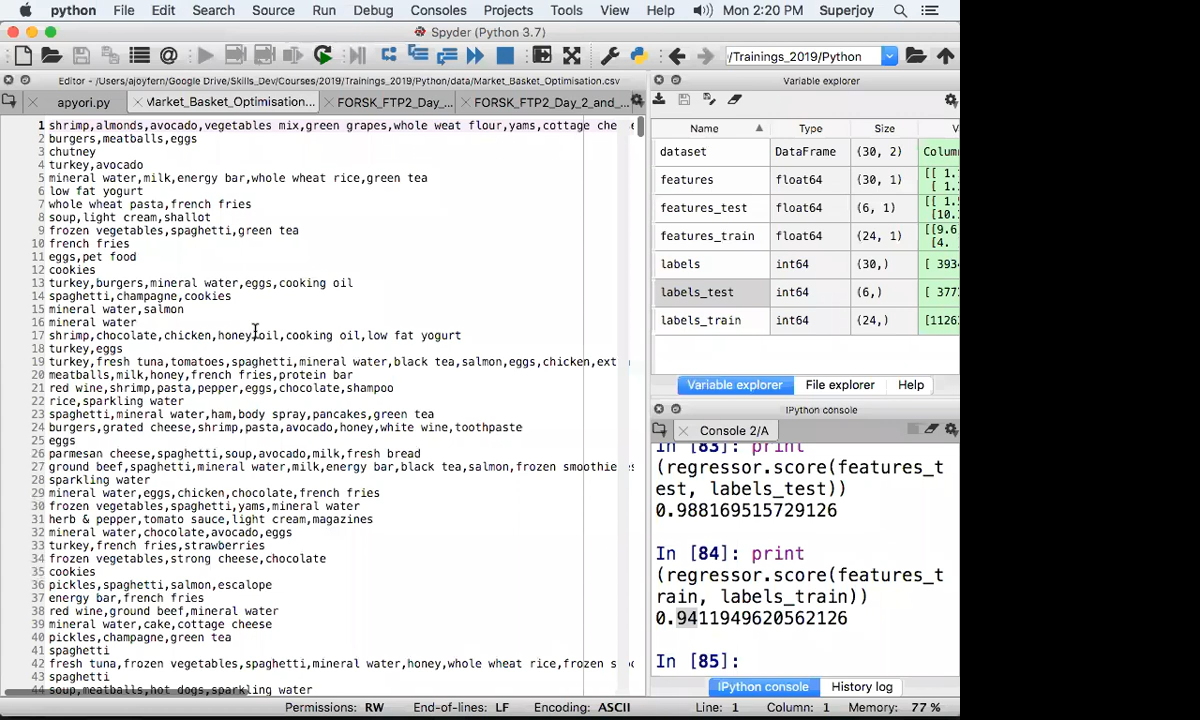 python File Edit Search Source Run Debug Consoles Projects Tools View Help Mon 2:20 PM Superjoy
Spyder (Python 3.7)
/Trainings_2019/Python
Editor - /Users/ajoyfern/Google Drive/Skills_Dev/Courses/2019/Trainings_2019/Python/data/Market_Basket_Optimisation.csv
apyori.py Market_Basket_Optimisation... FORSK_FTP2_Day_... FORSK_FTP2_Day_2_and_...
1 shrimp,almonds,avocado,vegetables mix,green grapes,whole weat flour,yams,cottage che
2 burgers,meatballs,eggs
3 chutney
4 turkey,avocado
5 mineral water,milk,energy bar,whole wheat rice,green tea
6 low fat yogurt
7 whole wheat pasta,french fries
8 soup,light cream,shallot
9 frozen vegetables,spaghetti,green tea
10 french fries
11 eggs,pet food
12 cookies
13 turkey,burgers,mineral water,eggs,cooking oil
14 spaghetti,champagne,cookies
15 mineral water,salmon
16 mineral water
17 shrimp,chocolate,chicken,honey,oil,cooking oil,low fat yogurt
18 turkey,eggs
19 turkey,fresh tuna,tomatoes,spaghetti,mineral water,black tea,salmon,eggs,chicken,ext
20 meatballs,milk,honey,french fries,protein bar
21 red wine,shrimp,pasta,pepper,eggs,chocolate,shampoo
22 rice,sparkling water
23 spaghetti,mineral water,ham,body spray,pancakes,green tea
24 burgers,grated cheese,shrimp,pasta,avocado,honey,white wine,toothpaste
25 eggs
26 parmesan cheese,spaghetti,soup,avocado,milk,fresh bread
27 ground beef,spaghetti,mineral water,milk,energy bar,black tea,salmon,frozen smoothie
28 sparkling water
29 mineral water,eggs,chicken,chocolate,french fries
30 frozen vegetables,spaghetti,yams,mineral water
31 herb & pepper,tomato sauce,light cream,magazines
32 mineral water,chocolate,avocado,eggs
33 turkey,french fries,strawberries
34 frozen vegetables,strong cheese,chocolate
35 cookies
36 pickles,spaghetti,salmon,escalope
37 energy bar,french fries
38 red wine,ground beef,mineral water
39 mineral water,cake,cottage cheese
40 pickles,champagne,green tea
41 spaghetti
42 fresh tuna,frozen vegetables,spaghetti,mineral water,honey,whole wheat rice,frozen s
43 spaghetti
44 soup,meatballs,hot dogs,sparkling water
Variable explorer
Name Type Size V
dataset DataFrame (30, 2) Colum
features float64 (30, 1) [[ 1.
[ 1.
features_test float64 (6, 1) [[ 1.
[10.
features_train float64 (24, 1) [[9.6
[4.
labels int64 (30,) [ 393
labels_test int64 (6,) [ 377
labels_train int64 (24,) [1126
Variable explorer File explorer Help
IPython console
Console 2/A
In [83]: print
(regressor.score(features_t
est, labels_test))
0.988169515729126
In [84]: print
(regressor.score(features_t
rain, labels_train))
0.9411949620562126
In [85]:
IPython console History log
Permissions: RW End-of-lines: LF Encoding: ASCII Line: 1 Column: 1 Memory: 77 %